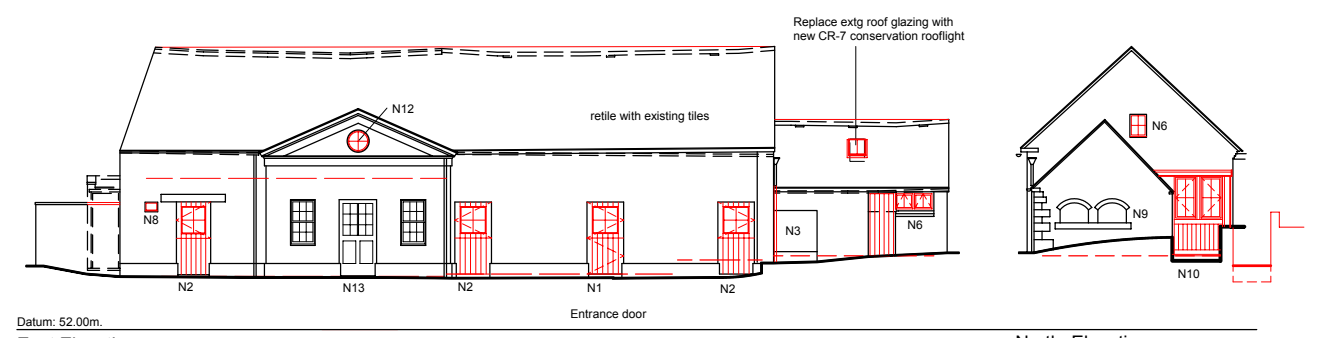 Replace extg roof glazing with
new CR-7 conservation rooflight
N12
retile with existing tiles
N6
N8
N3
N6
N9
N2
N13
N2
N1
N2
N10
Entrance door
Datum: 52.00m.